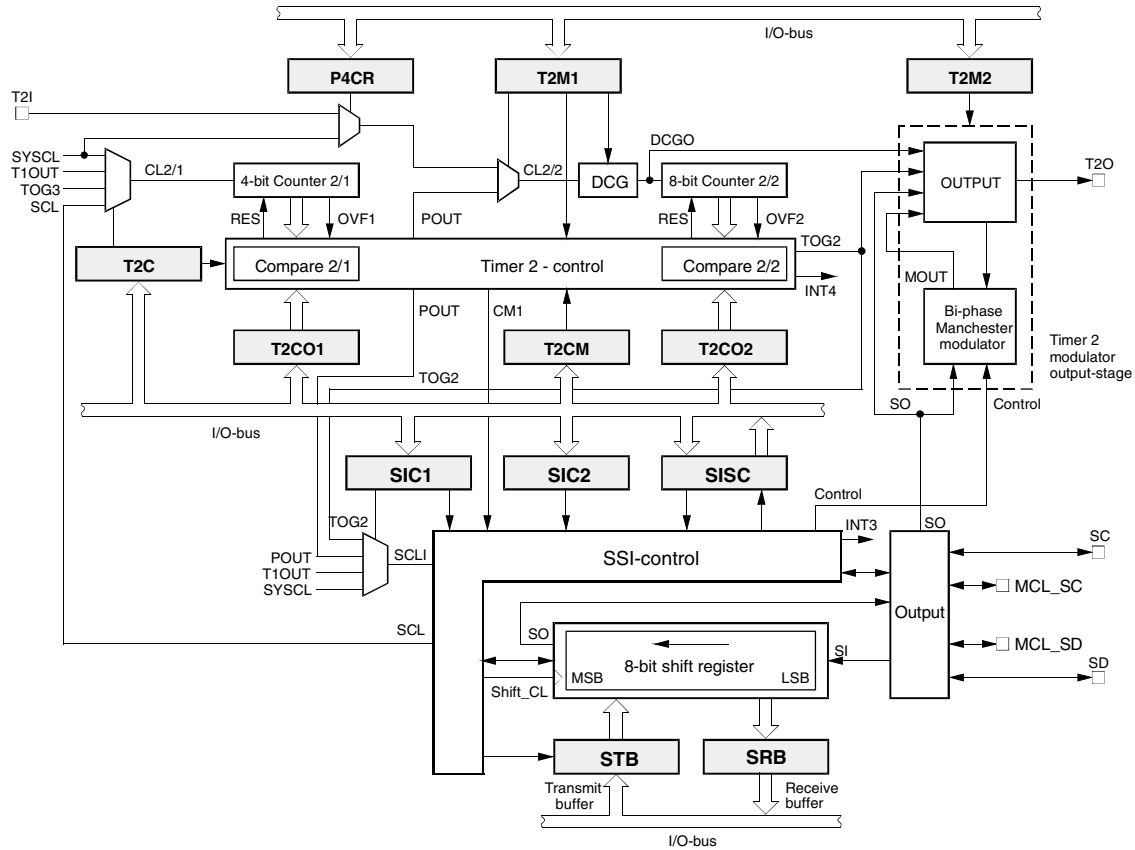 I/O-bus
P4CR
T2M1
T2M2
T2I
DCGO
SYSCL
T1OUT
TOG3
SCL
CL2/1
4-bit Counter 2/1
CL2/2
DCG
8-bit Counter 2/2
OUTPUT
T2O
RES
OVF1
POUT
RES
OVF2
TOG2
T2C
Compare 2/1
Timer 2 - control
Compare 2/2
INT4
MOUT
POUT
CM1
Bi-phase
Manchester
modulator
Timer 2
modulator
output-stage
T2CO1
T2CM
T2CO2
TOG2
SO
Control
I/O-bus
SIC1
SIC2
SISC
Control
TOG2
INT3
SO
SC
POUT
T1OUT
SYSCL
SCLI
SSI-control
MCL_SC
Output
SCL
SO
8-bit shift register
MSB
LSB
SI
MCL_SD
SD
Shift_CL
STB
SRB
Transmit
buffer
Receive
buffer
I/O-bus